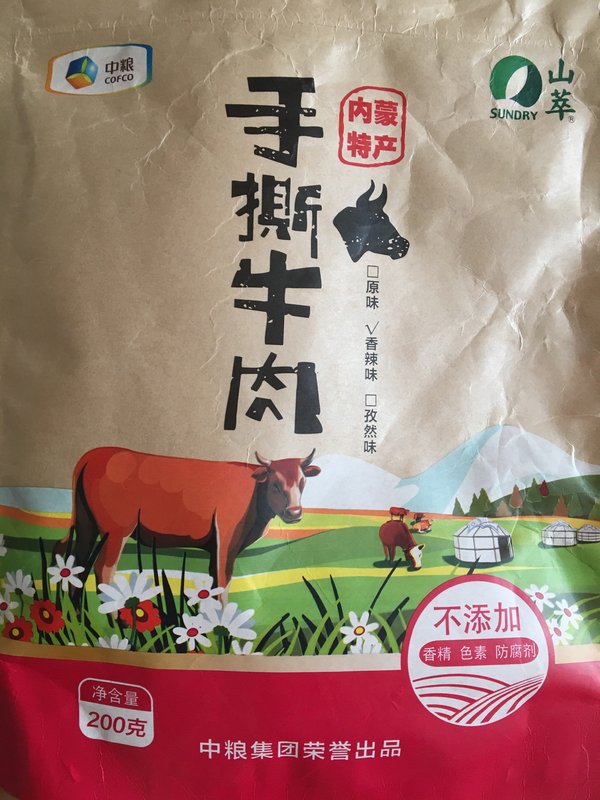 中粮
COFCO
山萃
SUNDRY
®
手撕牛肉
内蒙
特产
□原味 √香辣味 □孜然味
不添加
香精 色素 防腐剂
净含量
200克
中粮集团荣誉出品